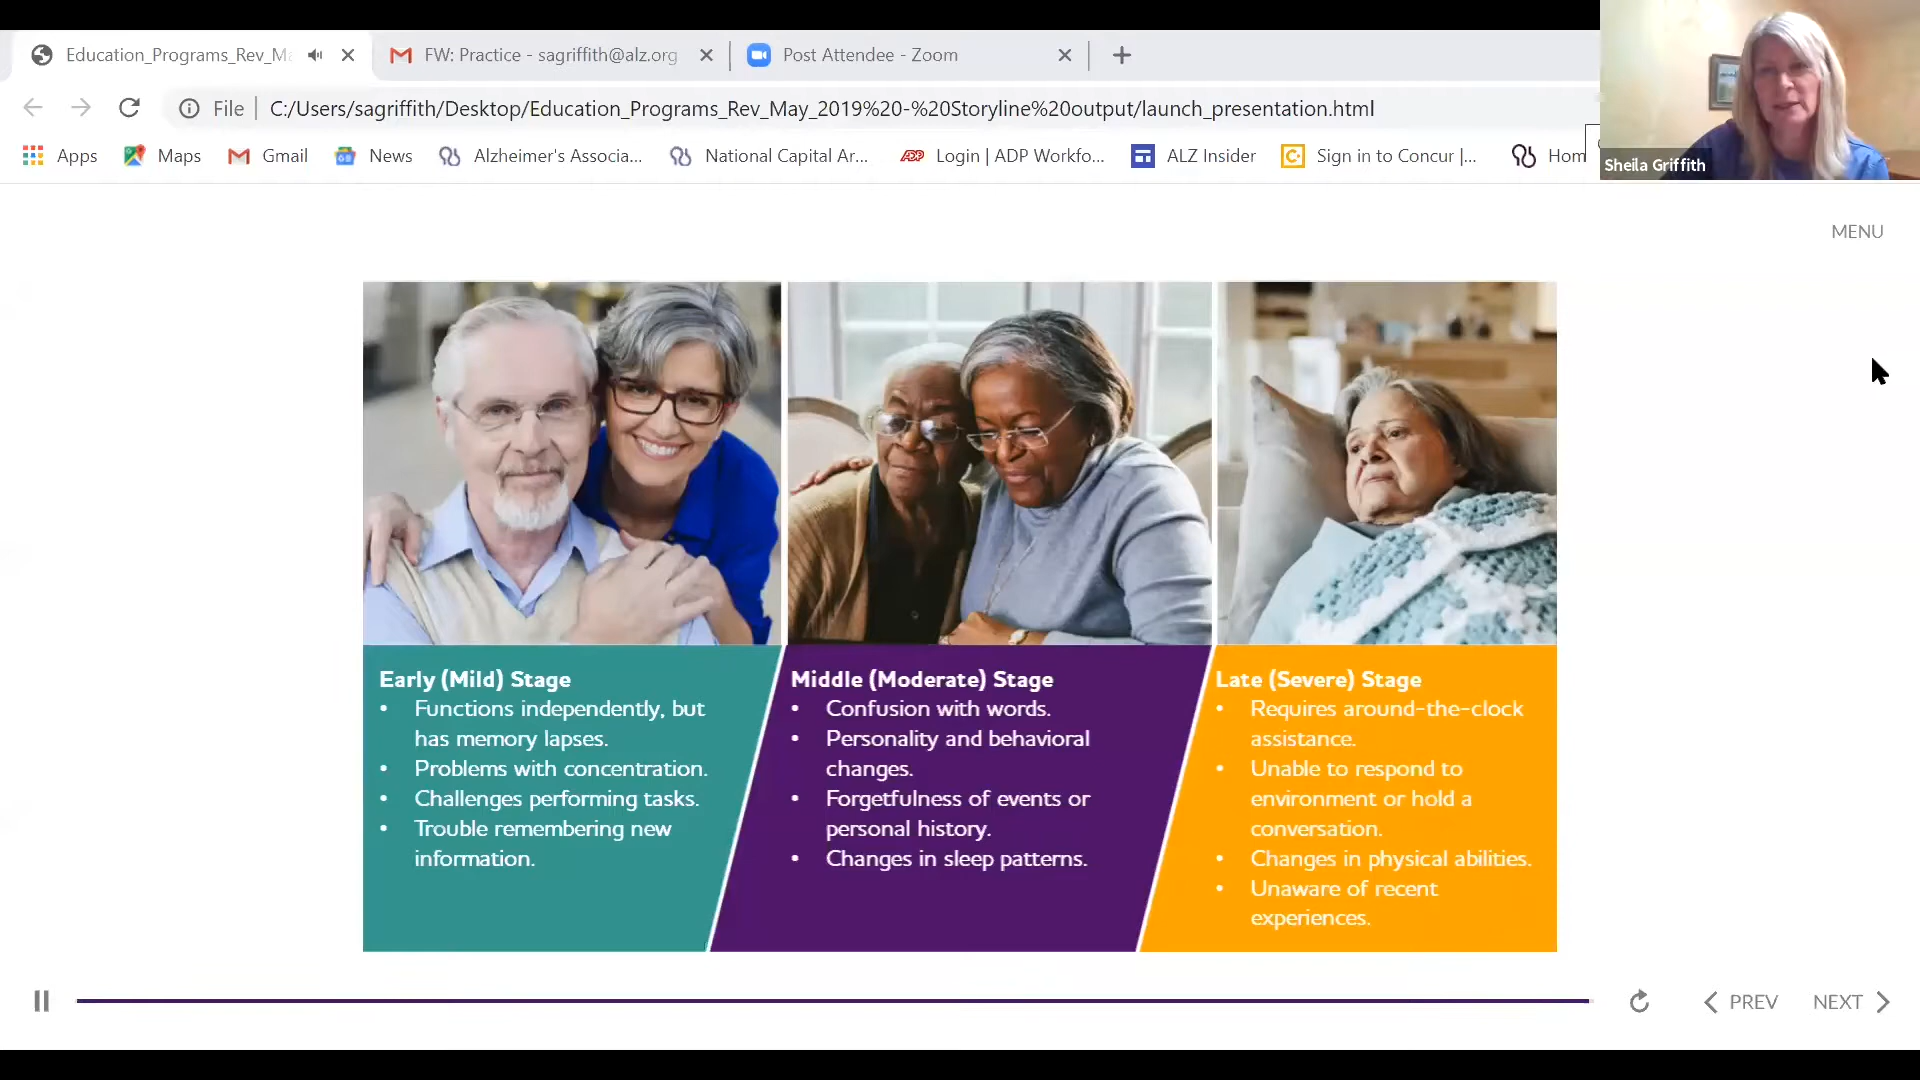 Education_Programs_Rev_Ma
FW: Practice - sagriffith@alz.org
Post Attendee - Zoom
File
C:/Users/sagriffith/Desktop/Education_Programs_Rev_May_2019%20-%20Storyline%20output/launch_presentation.html
Apps
Maps
Gmail
News
Alzheimer's Associa...
National Capital Ar...
ADP
Login | ADP Workfo...
ALZ Insider
Sign in to Concur |...
Hom
Sheila Griffith
MENU
Early (Mild) Stage
• Functions independently, but
has memory lapses.
• Problems with concentration.
• Challenges performing tasks.
• Trouble remembering new
information.
Middle (Moderate) Stage
• Confusion with words.
• Personality and behavioral
changes.
• Forgetfulness of events or
personal history.
• Changes in sleep patterns.
Late (Severe) Stage
• Requires around-the-clock
assistance.
• Unable to respond to
environment or hold a
conversation.
• Changes in physical abilities.
• Unaware of recent
experiences.
PREV
NEXT